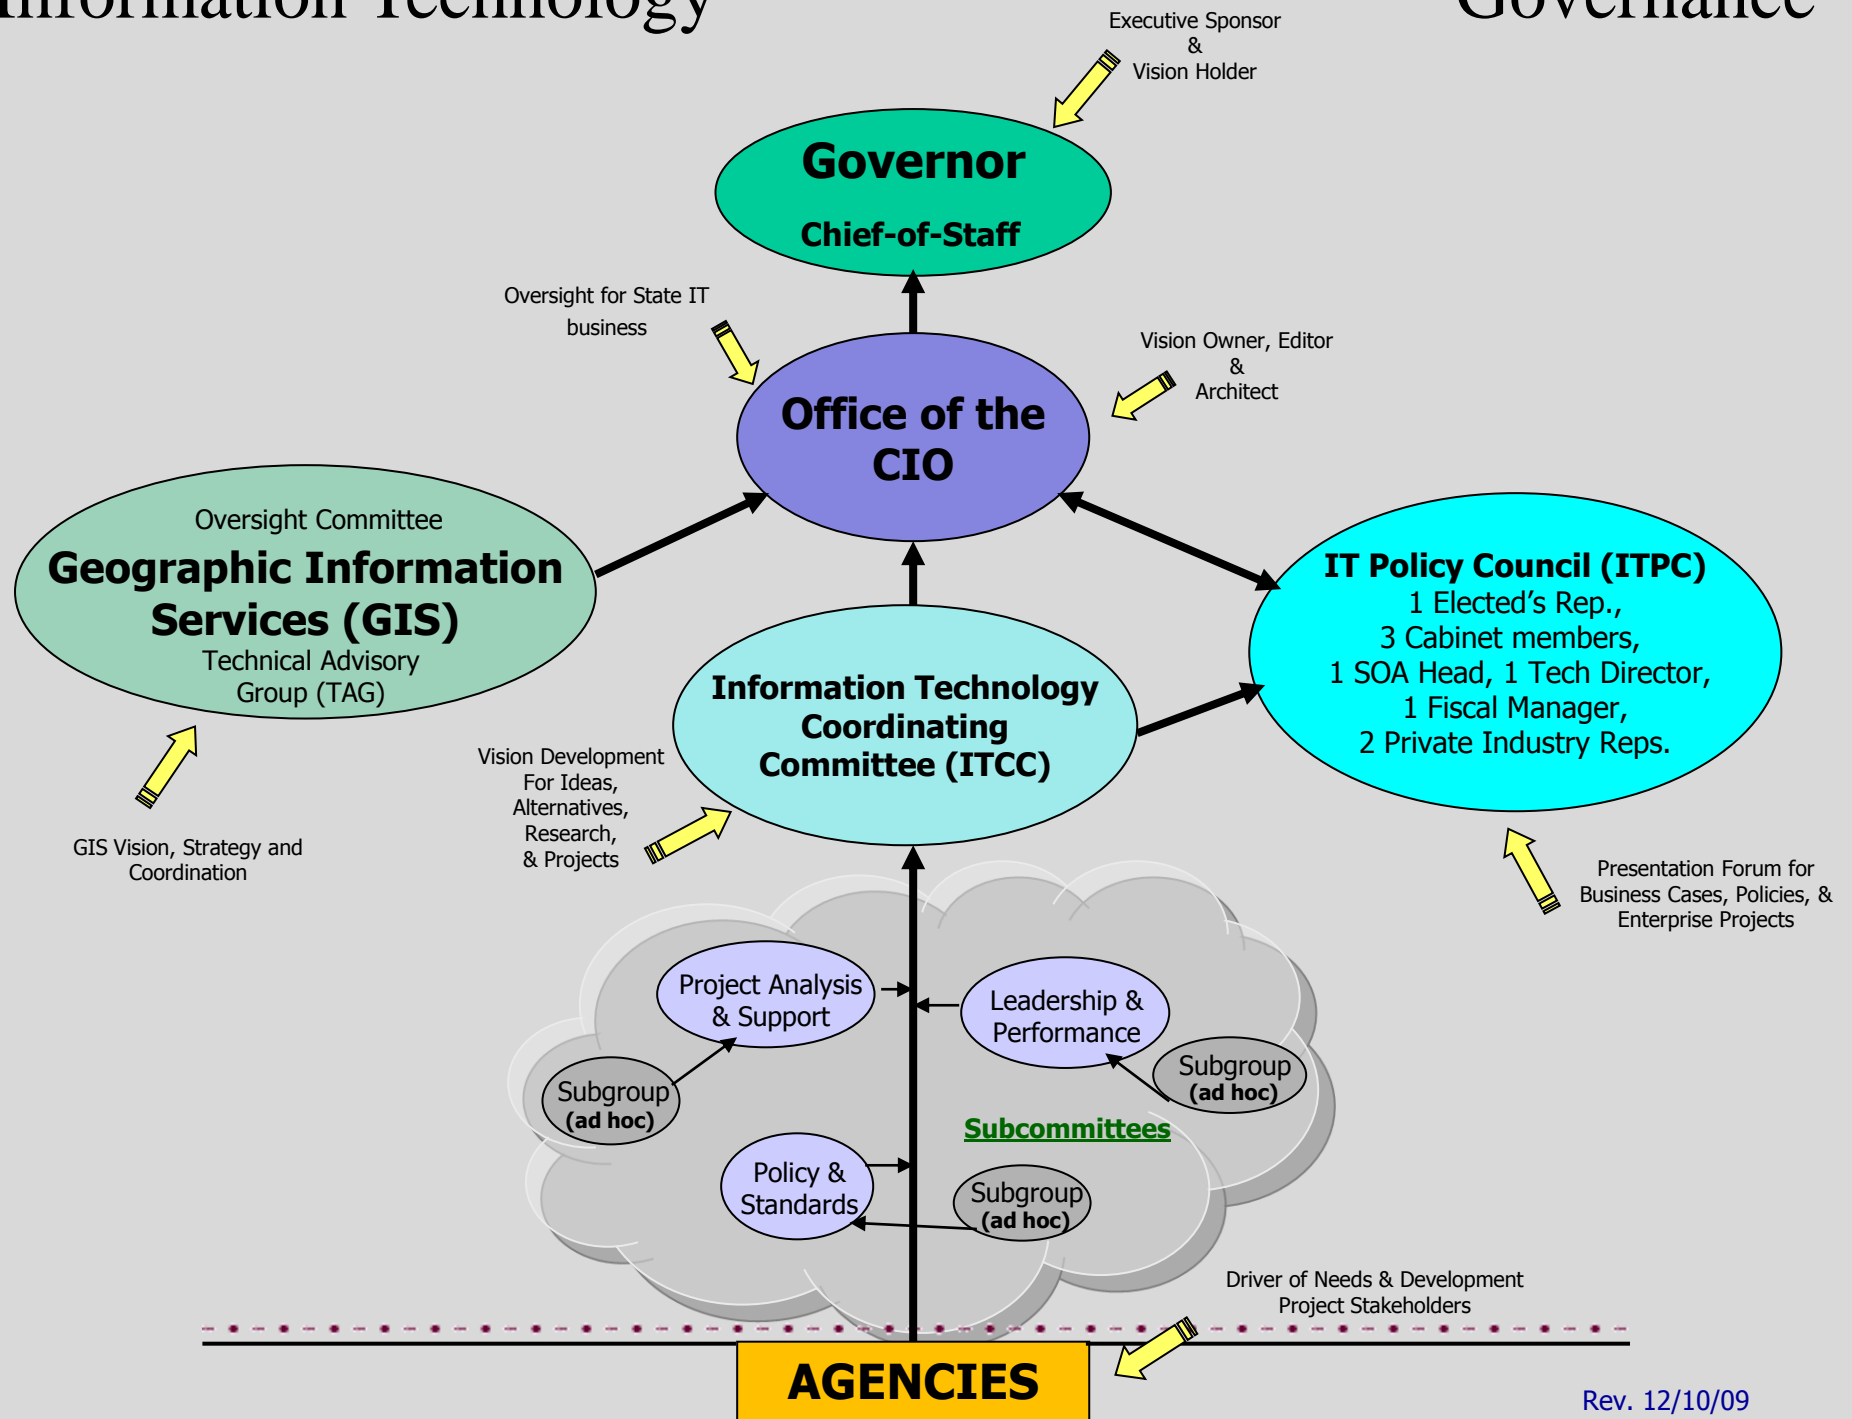 Information Technology
Governance
Executive Sponsor
&
Vision Holder
Governor
Chief-of-Staff
Oversight for State IT
business
Vision Owner, Editor
&
Architect
Office of the
CIO
Oversight Committee
Geographic Information
Services (GIS)
Technical Advisory
Group (TAG)
IT Policy Council (ITPC)
1 Elected’s Rep.,
3 Cabinet members,
1 SOA Head, 1 Tech Director,
1 Fiscal Manager,
2 Private Industry Reps.
Information Technology
Coordinating
Committee (ITCC)
Vision Development
For Ideas,
Alternatives,
Research,
& Projects
GIS Vision, Strategy and
Coordination
Presentation Forum for
Business Cases, Policies, &
Enterprise Projects
Project Analysis
& Support
Leadership &
Performance
Subgroup
(ad hoc)
Subgroup
(ad hoc)
Subcommittees
Policy &
Standards
Subgroup
(ad hoc)
Driver of Needs & Development
Project Stakeholders
AGENCIES
Rev. 12/10/09